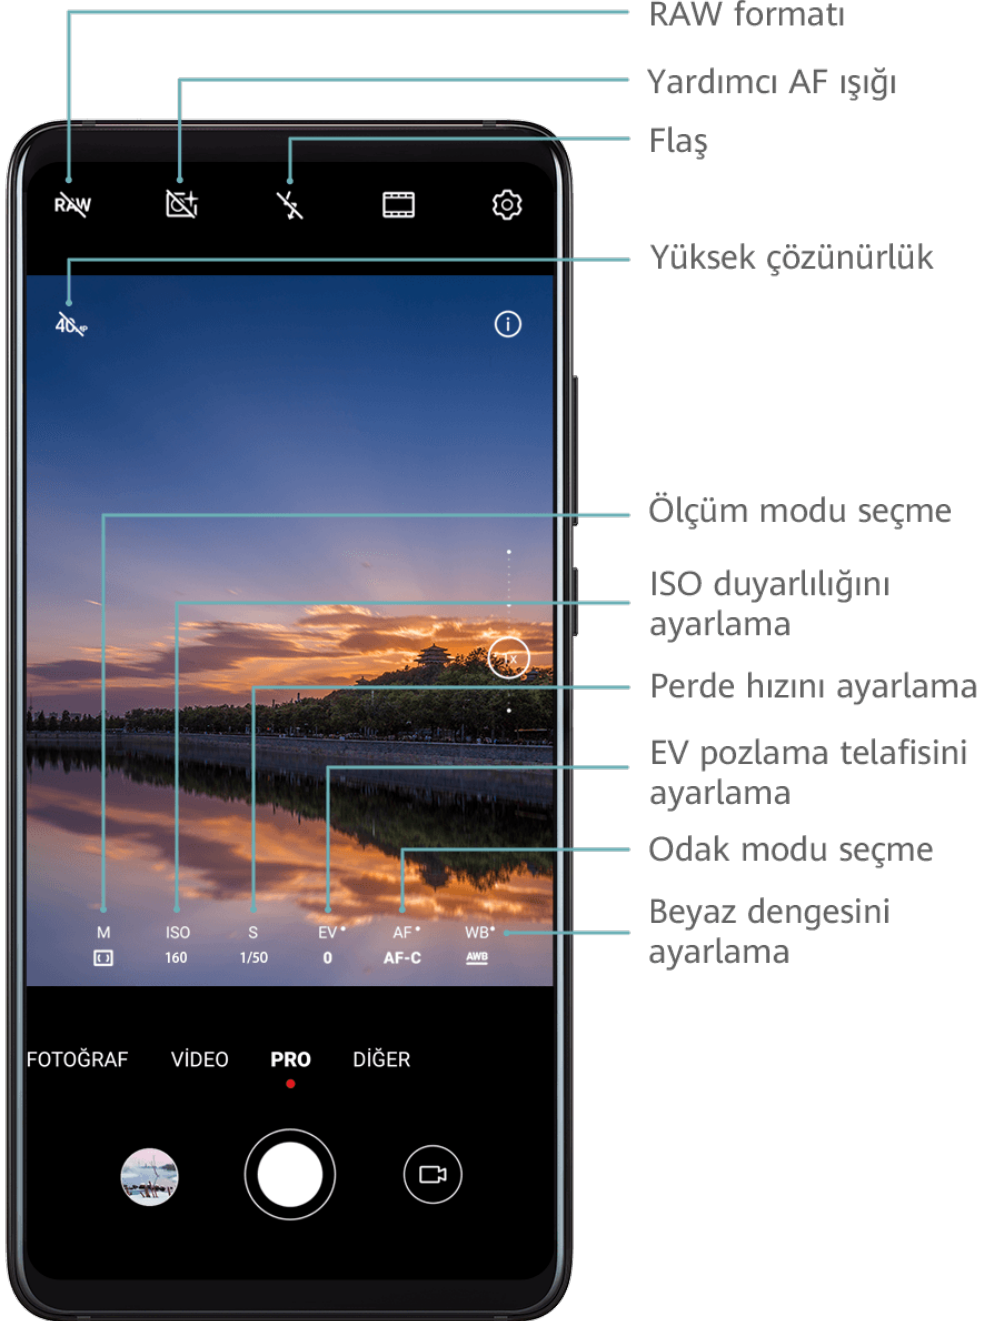 RAW formatı
Yardımcı AF ışığı
Flaş
RAW
Yüksek çözünürlük
40MP
Ölçüm modu seçme
ISO duyarlılığını
ayarlama
1x
Perde hızını ayarlama
EV pozlama telafisini
ayarlama
Odak modu seçme
Beyaz dengesini
ayarlama
M ISO S EV AF WB
160 1/50 0 AF-C AWB
FOTOĞRAF VİDEO PRO DİĞER